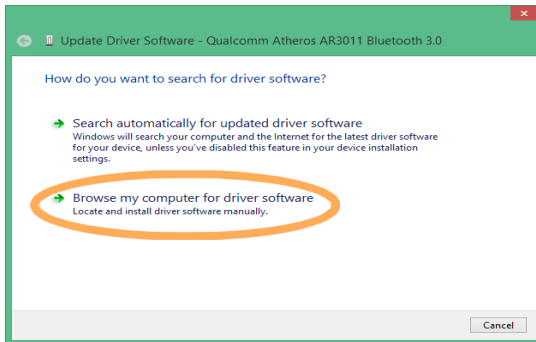 Update Driver Software - Qualcomm Atheros AR3011 Bluetooth 3.0
How do you want to search for driver software?
Search automatically for updated driver software
Windows will search your computer and the Internet for the latest driver software
for your device, unless you've disabled this feature in your device installation
settings.
Browse my computer for driver software
Locate and install driver software manually.
Cancel